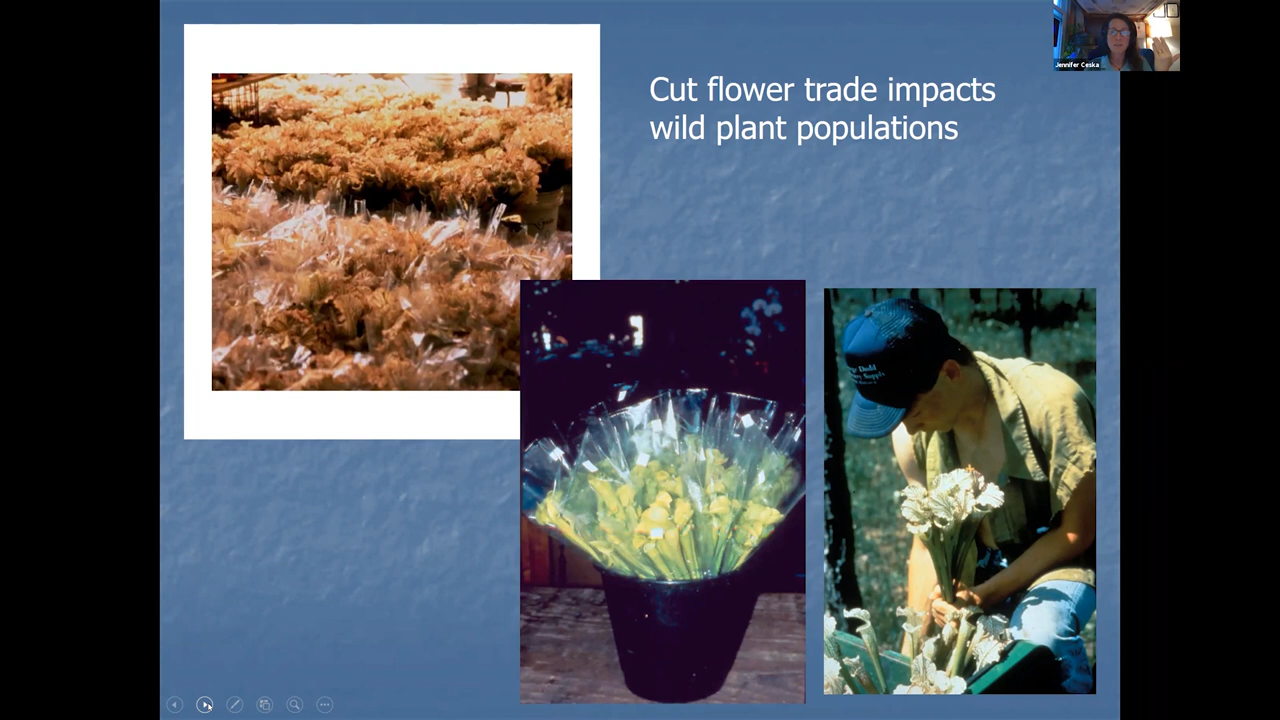 Cut flower trade impacts
wild plant populations
Jennifer Ceska